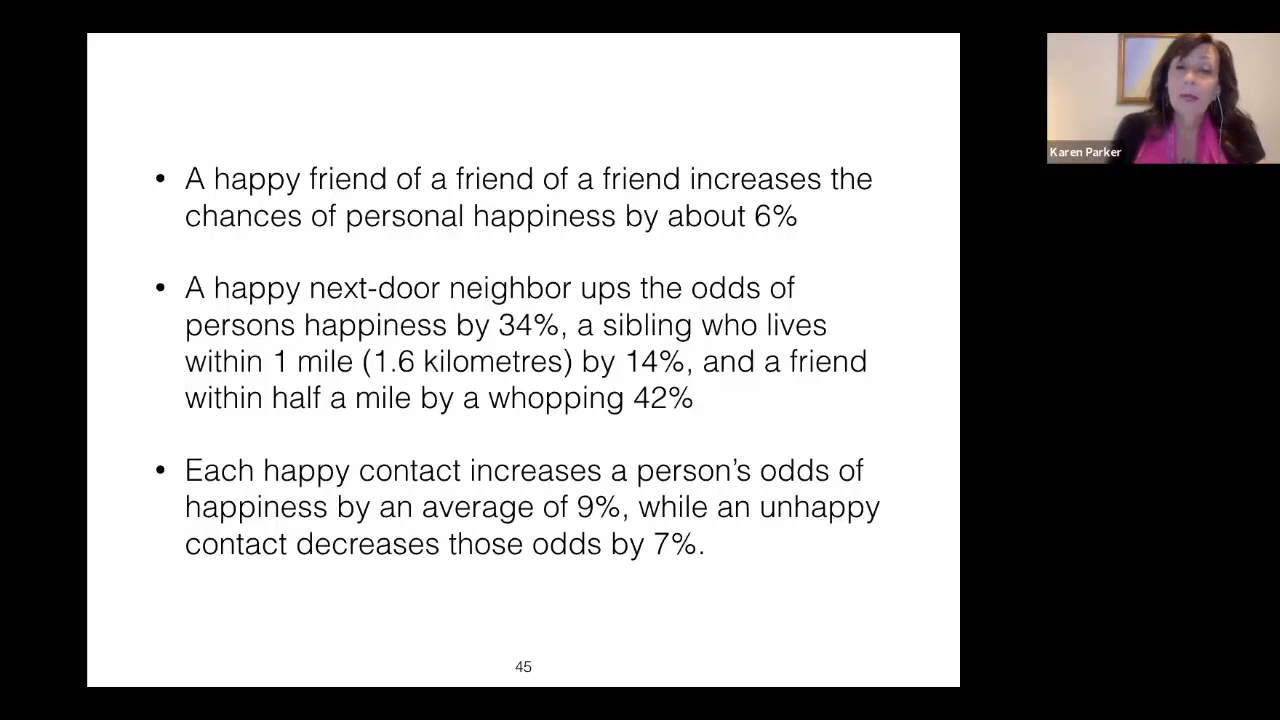 • A happy friend of a friend of a friend increases the
chances of personal happiness by about 6%
• A happy next-door neighbor ups the odds of
persons happiness by 34%, a sibling who lives
within 1 mile (1.6 kilometres) by 14%, and a friend
within half a mile by a whopping 42%
• Each happy contact increases a person’s odds of
happiness by an average of 9%, while an unhappy
contact decreases those odds by 7%.
45
Karen Parker